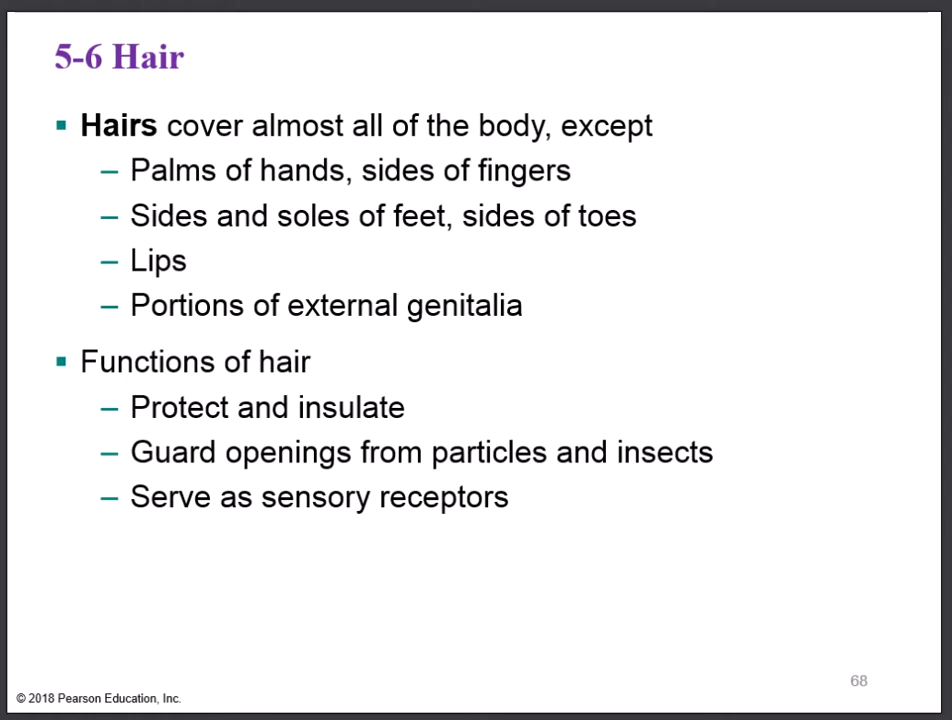 5-6 Hair
▪ Hairs cover almost all of the body, except
– Palms of hands, sides of fingers
– Sides and soles of feet, sides of toes
– Lips
– Portions of external genitalia
▪ Functions of hair
– Protect and insulate
– Guard openings from particles and insects
– Serve as sensory receptors
68
© 2018 Pearson Education, Inc.